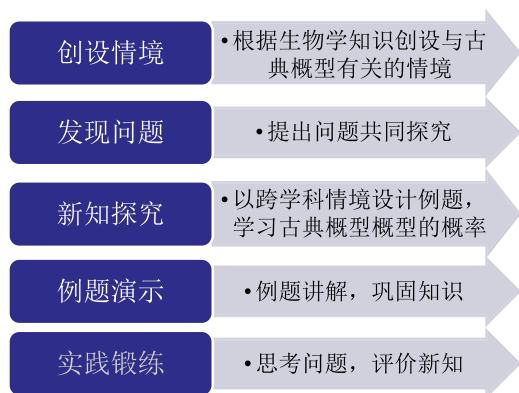 创设情境
•根据生物学知识创设与古
典概型有关的情境
发现问题
•提出问题共同探究
新知探究
•以跨学科情境设计例题，
学习古典概型概型的概率
例题演示
•例题讲解，巩固知识
实践锻练
•思考问题，评价新知